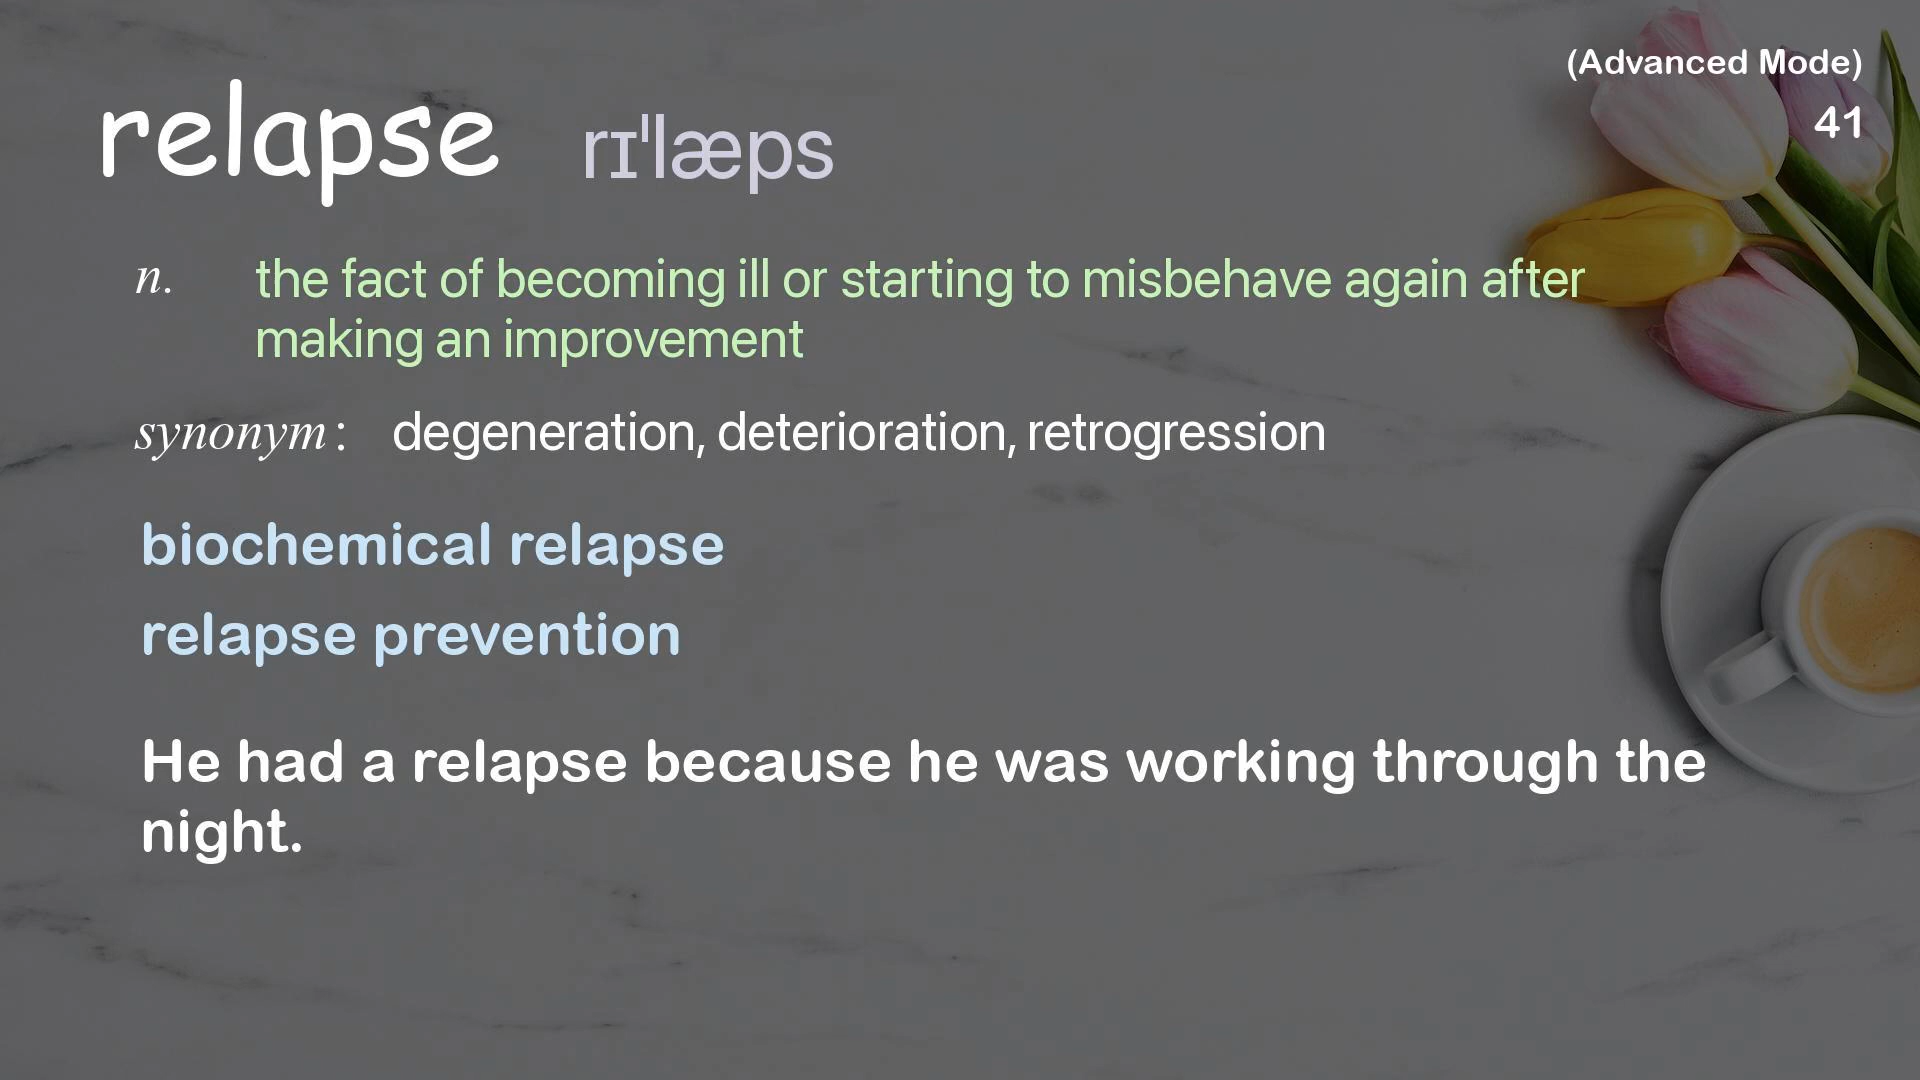 (Advanced Mode)
41
relapse rɪˈlæps
n. the fact of becoming ill or starting to misbehave again after
making an improvement
synonym: degeneration, deterioration, retrogression
biochemical relapse
relapse prevention
He had a relapse because he was working through the
night.